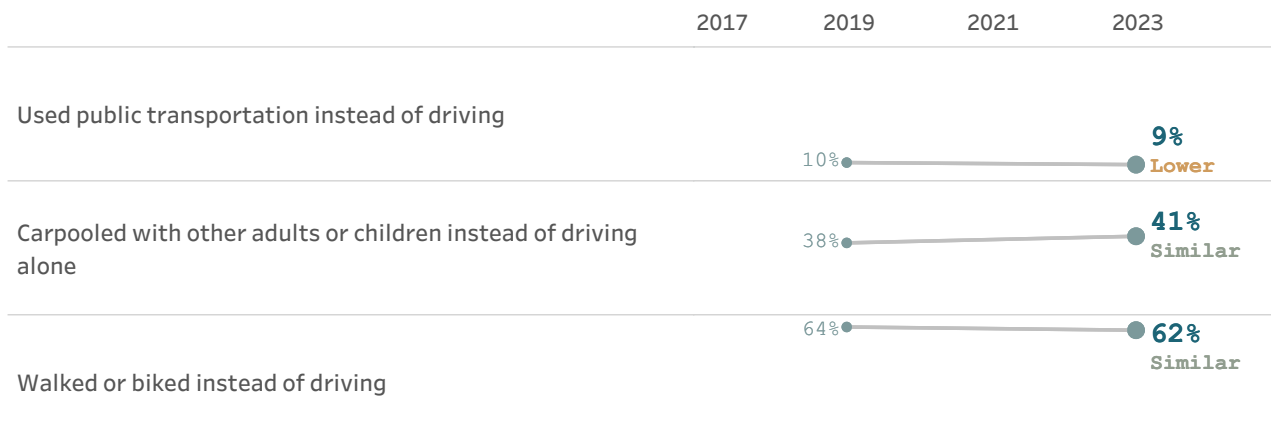 2017 2019 2021 2023
Used public transportation instead of driving
10%
9%
Lower
Carpooled with other adults or children instead of driving
alone
38%
41%
Similar
Walked or biked instead of driving
64%
62%
Similar